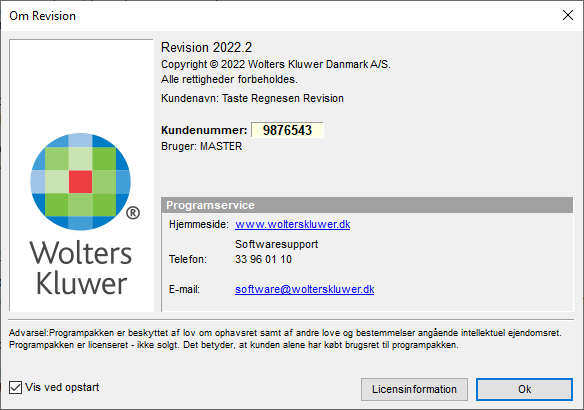 Om Revision
Revision 2022.2
Copyright © 2022 Wolters Kluwer Danmark A/S.
Alle rettigheder forbeholdes.
Kundenavn: Taste Regnesen Revision
Kundenummer: 9876543
Bruger: MASTER
® Wolters
Kluwer
Programservice
Hjemmeside: www.wolterskluwer.dk
Softwaresupport
Telefon: 33 96 01 10
E-mail: software@wolterskluwer.dk
Advarsel:Programpakken er beskyttet af lov om ophavsret samt af andre love og bestemmelser angående intellektuel ejendomsret.
Programpakken er licenseret - ikke solgt. Det betyder, at kunden alene har købt brugsret til programpakken.
Vis ved opstart
Licensinformation
Ok